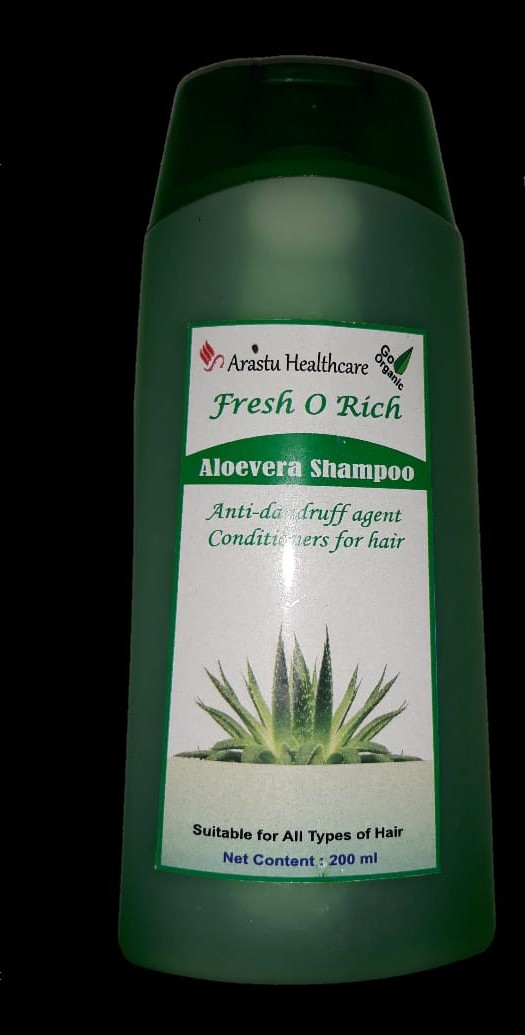 Arastu Healthcare
Go
Organic
Fresh O Rich
Aloevera Shampoo
Anti-dandruff agent
Conditioners for hair
Suitable for All Types of Hair
Net Content : 200 ml